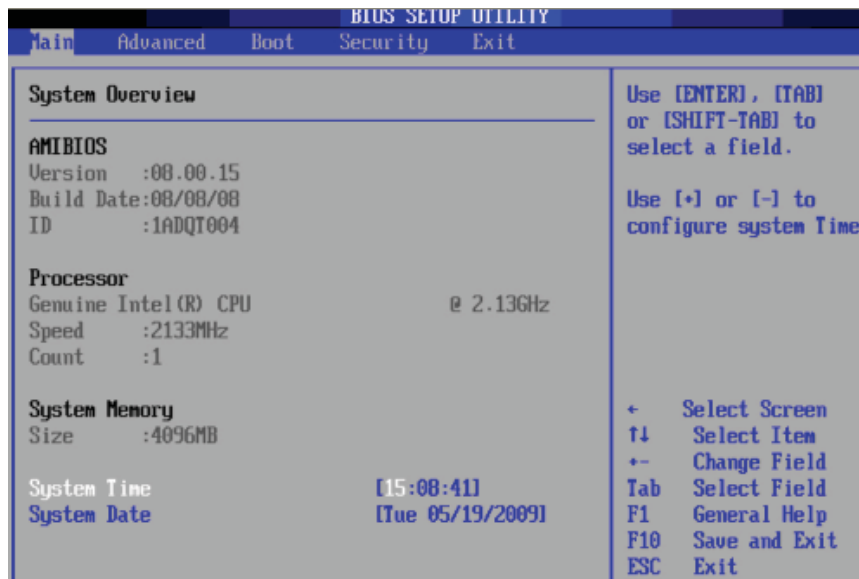 BIOS SETUP UTILITY
Main Advanced Boot Security Exit
System Overview
AMIBIOS
Version :08.00.15
Build Date:08/08/08
ID :1ADQT004
Processor
Genuine Intel(R) CPU @ 2.13GHz
Speed :2133MHz
Count :1
System Memory
Size :4096MB
System Time [15:08:41]
System Date [Tue 05/19/2009]
Use [ENTER], [TAB]
or [SHIFT-TAB] to
select a field.
Use [+] or [-] to
configure system Time
← Select Screen
↑↓ Select Item
+- Change Field
Tab Select Field
F1 General Help
F10 Save and Exit
ESC Exit